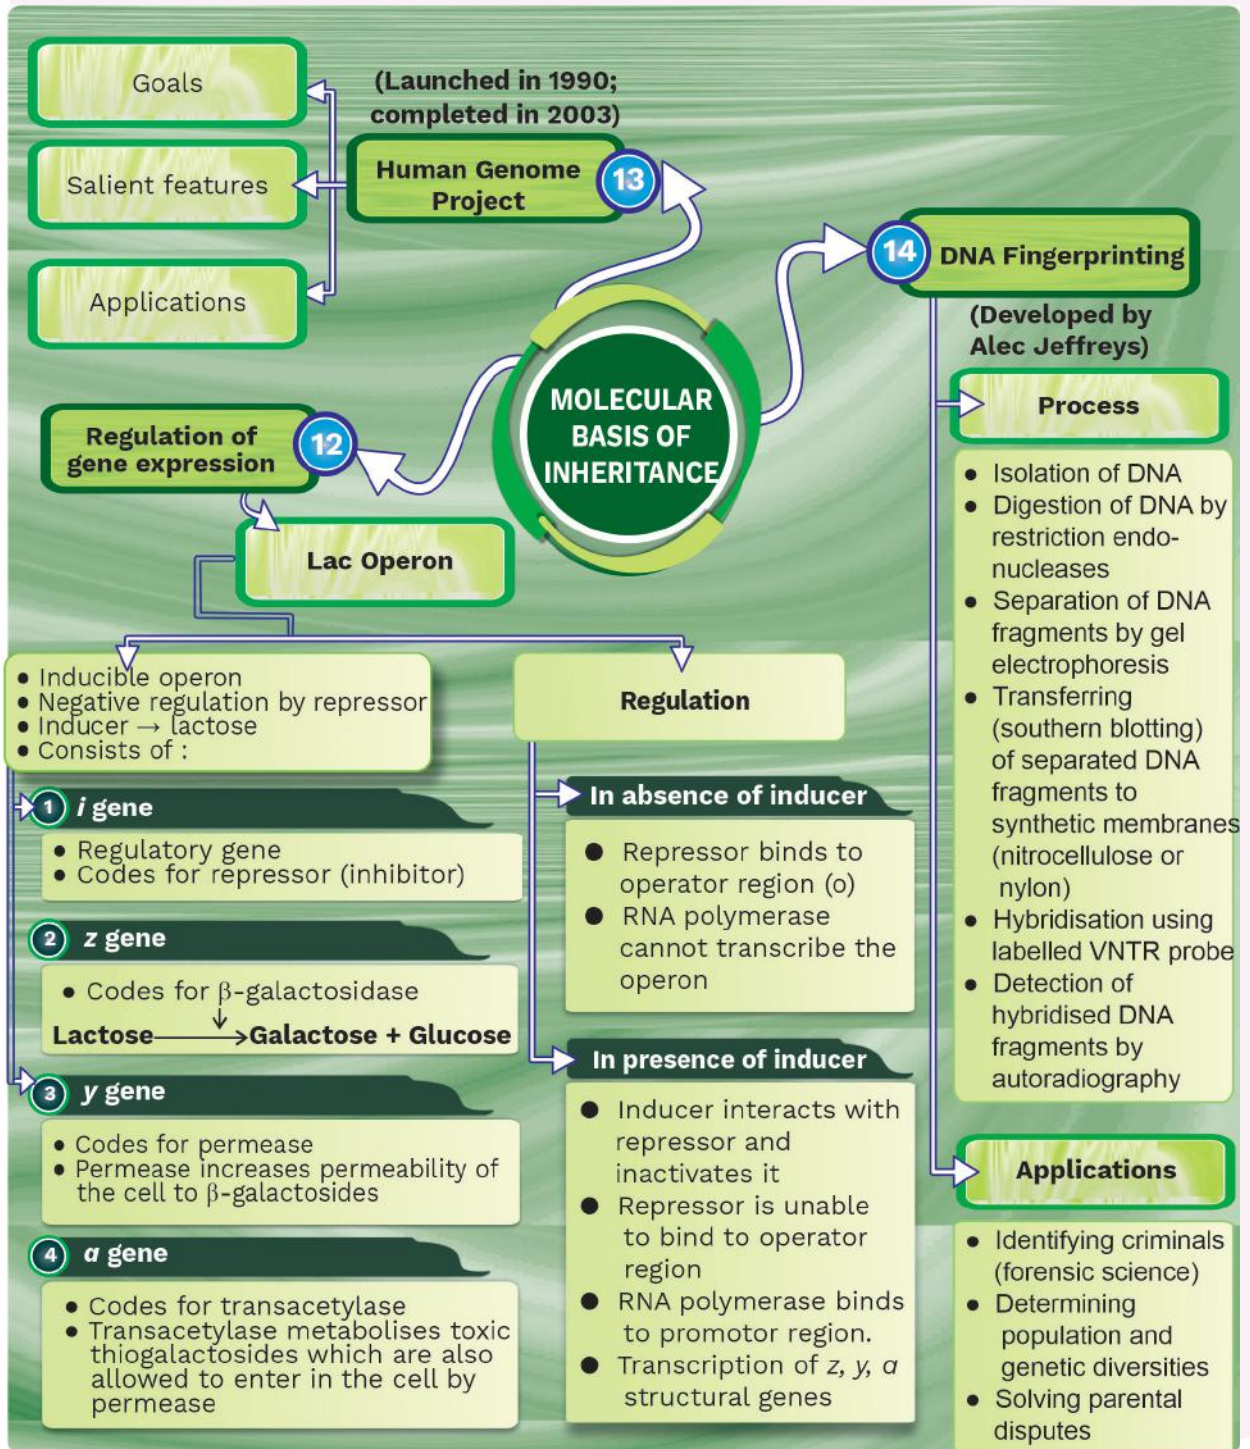 Goals
Salient features
Applications
(Launched in 1990;
completed in 2003)
Human Genome
Project
13
14
DNA Fingerprinting
(Developed by
Alec Jeffreys)
MOLECULAR
BASIS OF
INHERITANCE
Regulation of
gene expression
12
Lac Operon
● Inducible operon
● Negative regulation by repressor
● Inducer → lactose
● Consists of :
1 i gene
● Regulatory gene
● Codes for repressor (inhibitor)
2 z gene
● Codes for β-galactosidase
Lactose → Galactose + Glucose
3 y gene
● Codes for permease
● Permease increases permeability of
the cell to β-galactosides
4 a gene
● Codes for transacetylase
● Transacetylase metabolises toxic
thiogalactosides which are also
allowed to enter in the cell by
permease
Regulation
In absence of inducer
● Repressor binds to
operator region (o)
● RNA polymerase
cannot transcribe the
operon
In presence of inducer
● Inducer interacts with
repressor and
inactivates it
● Repressor is unable
to bind to operator
region
● RNA polymerase binds
to promotor region.
● Transcription of z, y, a
structural genes
Process
● Isolation of DNA
● Digestion of DNA by
restriction endo-
nucleases
● Separation of DNA
fragments by gel
electrophoresis
● Transferring
(southern blotting)
of separated DNA
fragments to
synthetic membranes
(nitrocellulose or
nylon)
● Hybridisation using
labelled VNTR probe
● Detection of
hybridised DNA
fragments by
autoradiography
Applications
● Identifying criminals
(forensic science)
● Determining
population and
genetic diversities
● Solving parental
disputes